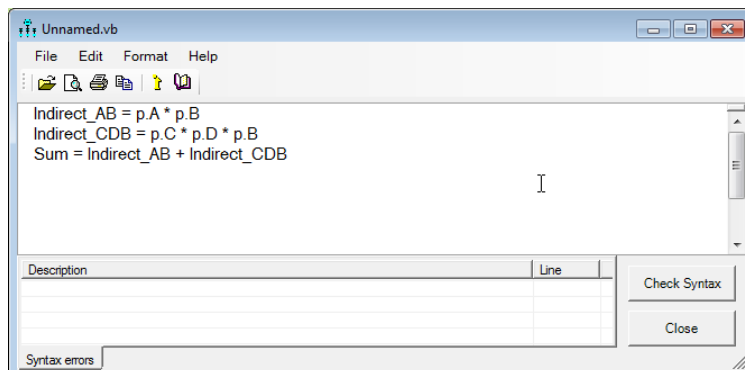 Unnamed.vb
File Edit Format Help
Indirect_AB = p.A * p.B
Indirect_CDB = p.C * p.D * p.B
Sum = Indirect_AB + Indirect_CDB
Description Line
Check Syntax
Close
Syntax errors